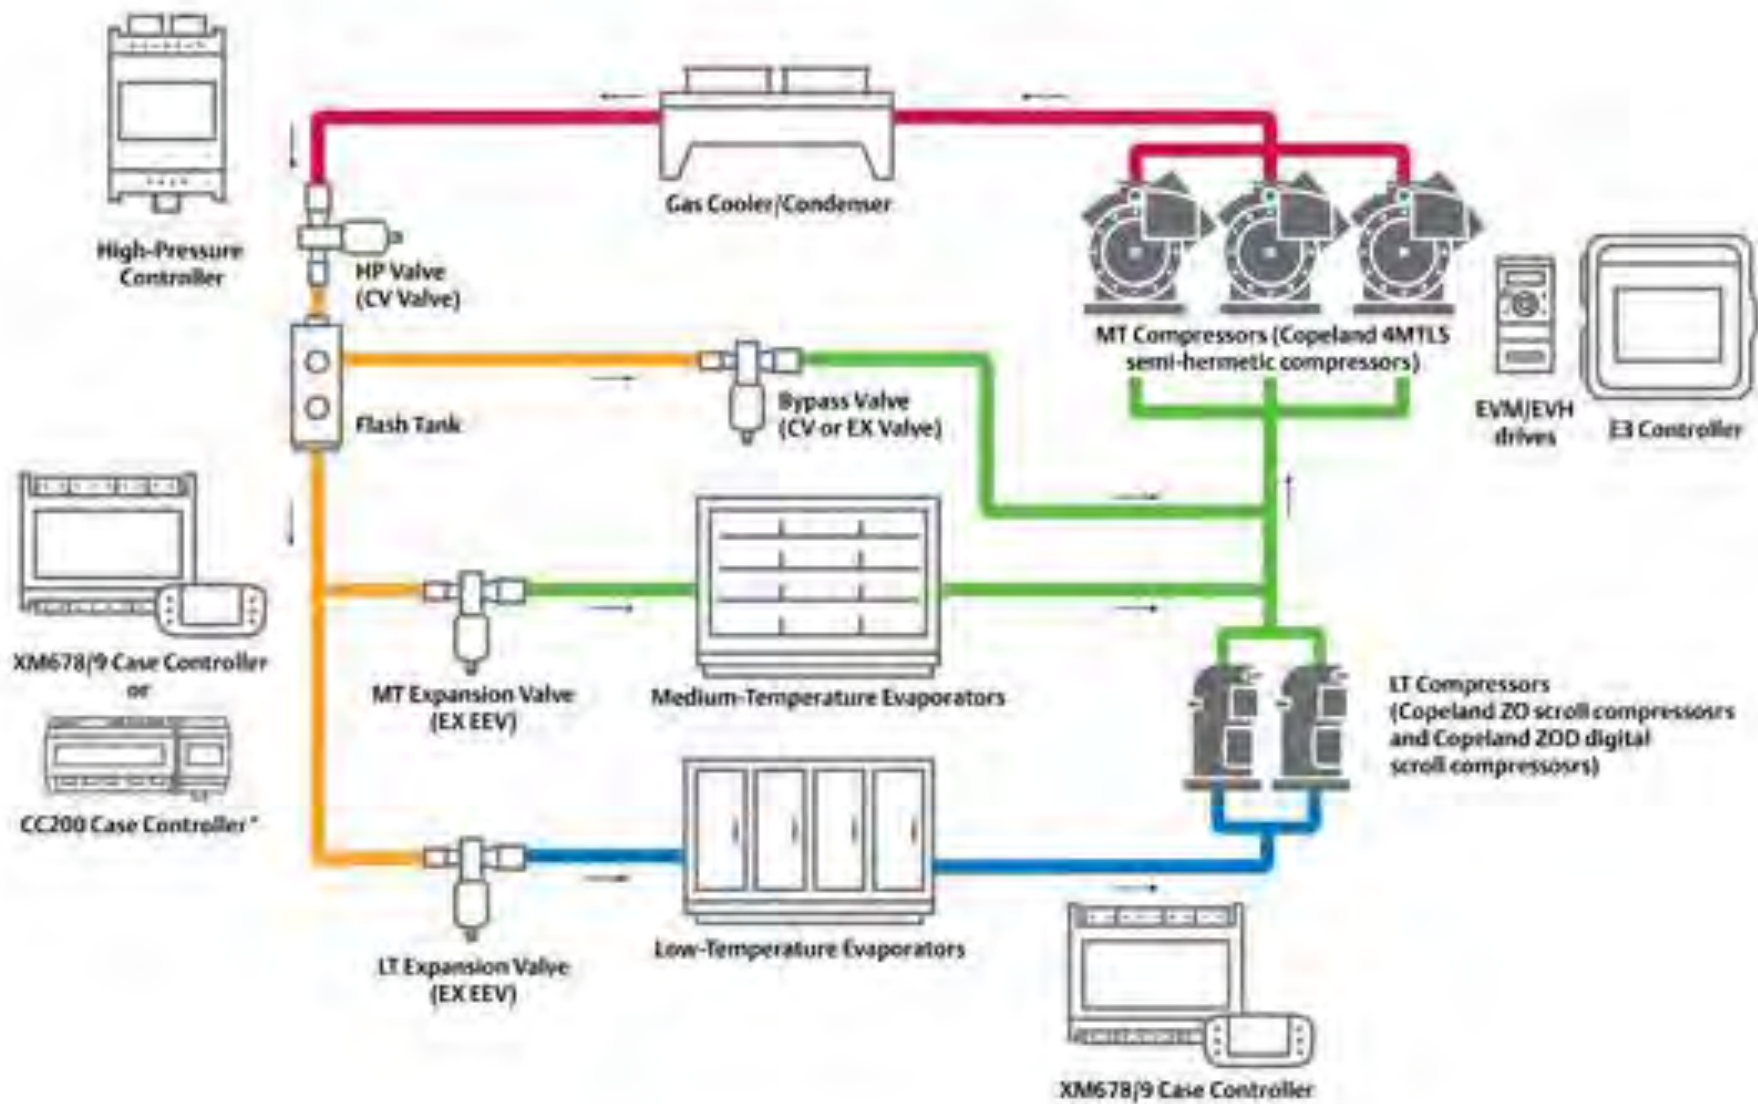 High-Pressure
Controller
Gas Cooler/Condenser
HP Valve
(CV Valve)
MT Compressors (Copeland 4MTLS
semi-hermetic compressors)
EVM/EVH
drives
E3 Controller
Flash Tank
Bypass Valve
(CV or EX Valve)
XM678/9 Case Controller
or
CC200 Case Controller*
MT Expansion Valve
(EX EEV)
Medium-Temperature Evaporators
LT Compressors
(Copeland ZO scroll compressosrs
and Copeland ZOD digital
scroll compressosrs)
LT Expansion Valve
(EX EEV)
Low-Temperature Evaporators
XM678/9 Case Controller